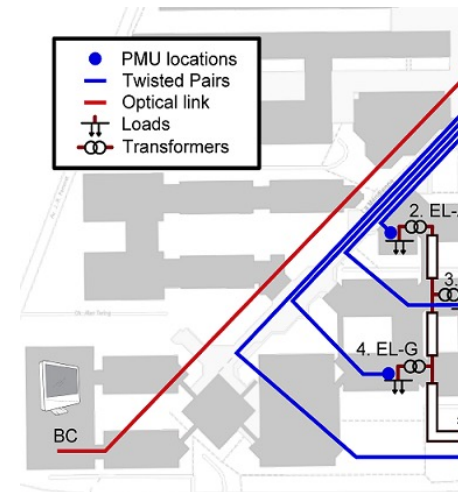 PMU locations
Twisted Pairs
Optical link
Loads
Transformers
2. EL-
3.
4. EL-G
BC